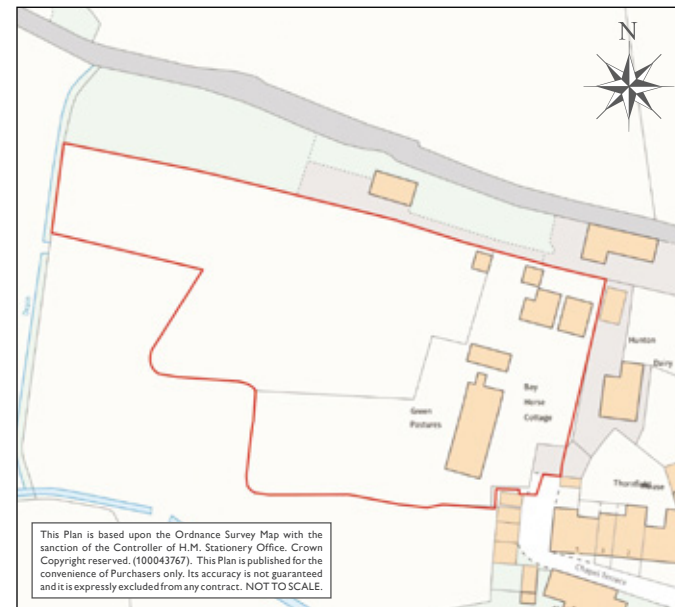 N
Drain
Hunton
Dairy
Bay
Horse
Cottage
Green
Pastures
House
Chapel Terrace
This Plan is based upon the Ordnance Survey Map with the
sanction of the Controller of H.M. Stationery Office. Crown
Copyright reserved. (100043767). This Plan is published for the
convenience of Purchasers only. Its accuracy is not guaranteed
and it is expressly excluded from any contract. NOT TO SCALE.